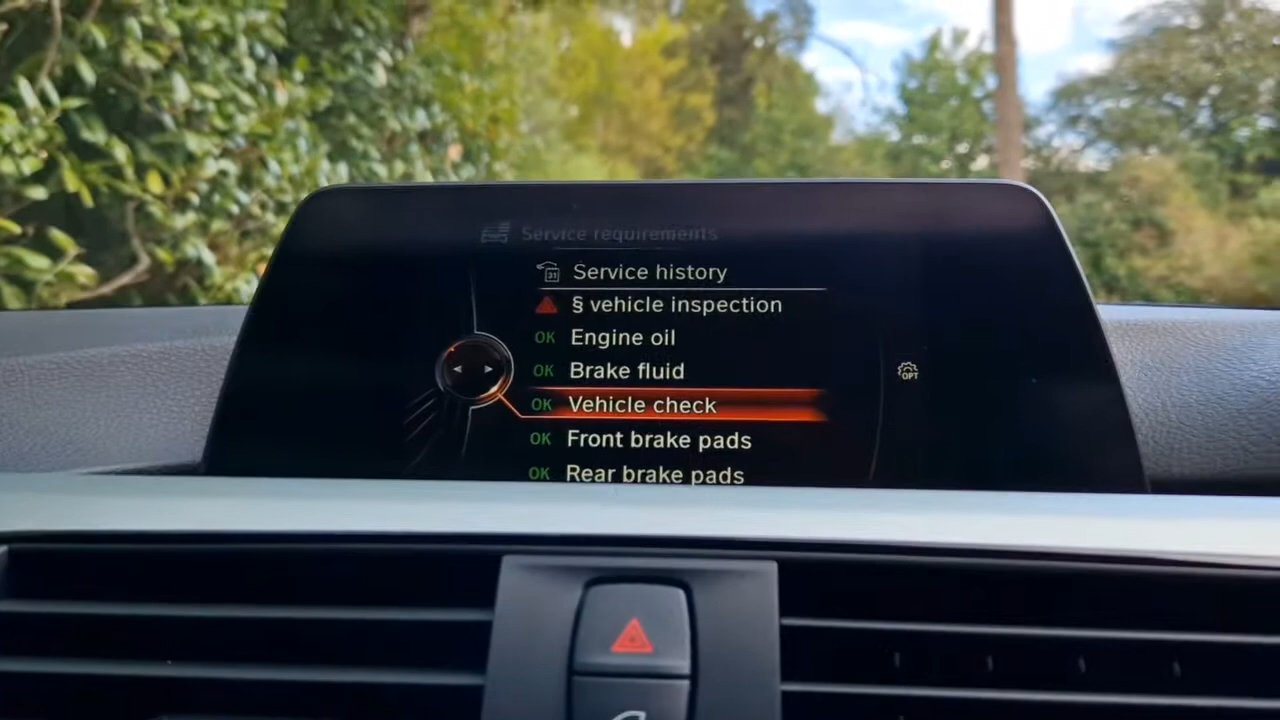 Service requirements
31 Service history
§ vehicle inspection
OK Engine oil
OK Brake fluid
OPT
OK Vehicle check
OK Front brake pads
OK Rear brake pads